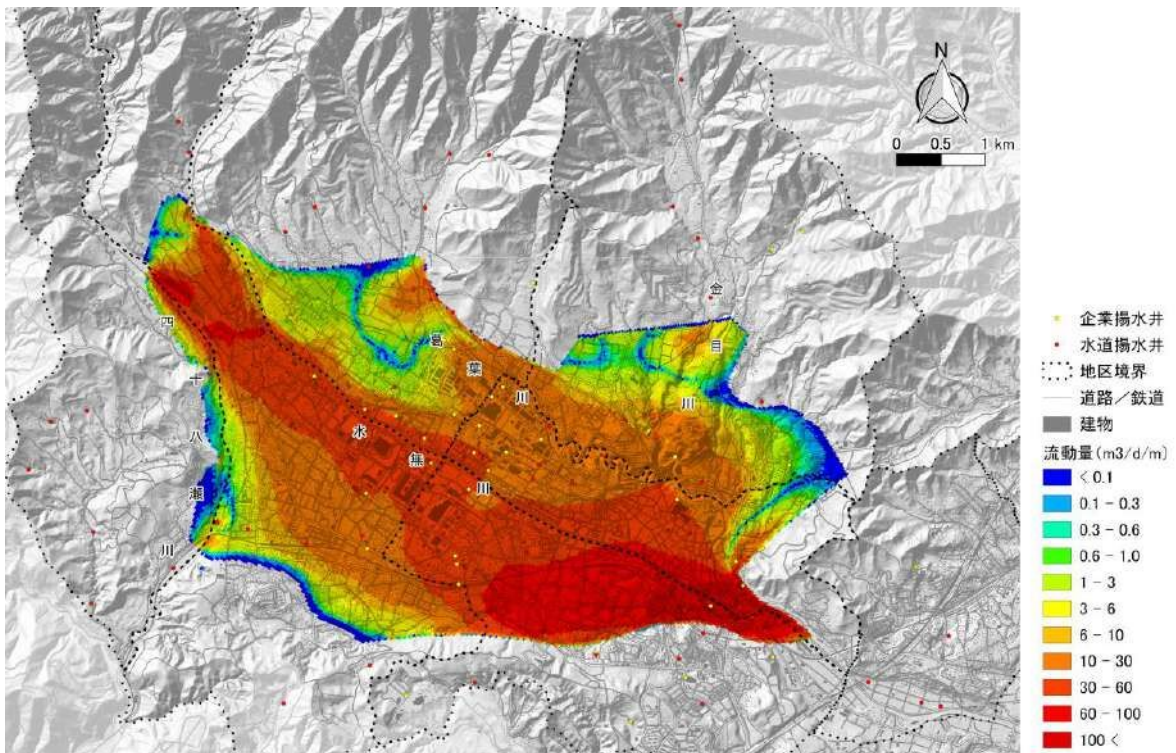 N
0 0.5 1 km
金
目
川
葛
葉
川
四
十
八
瀬
川
水
無
川
企業揚水井
水道揚水井
地区境界
道路/鉄道
建物
流動量(m3/d/m)
< 0.1
0.1 - 0.3
0.3 - 0.6
0.6 - 1.0
1 - 3
3 - 6
6 - 10
10 - 30
30 - 60
60 - 100
100 <